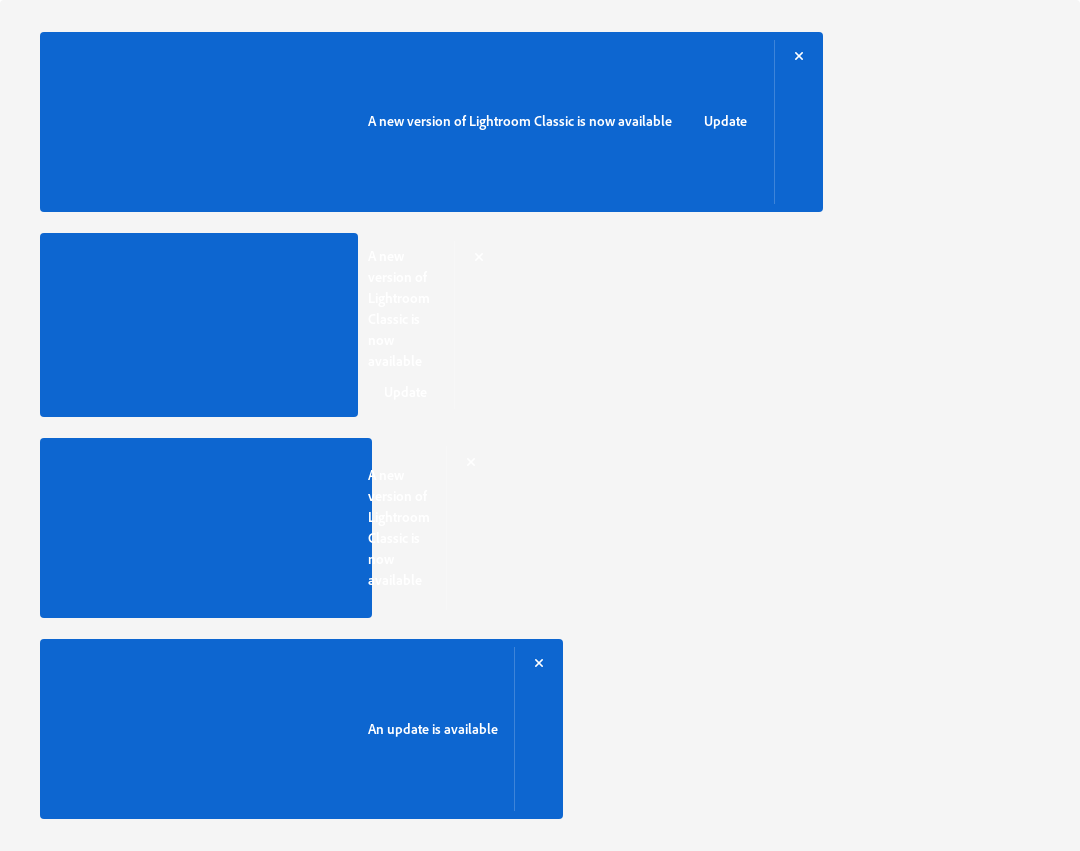 A new version of Lightroom Classic is now available Update
A new
version of
Lightroom
Classic is
now
available
Update
A new
version of
Lightroom
Classic is
now
available
An update is available